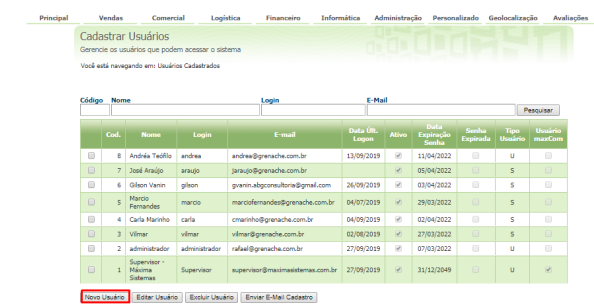 Principal Vendas Comercial Logística Financeiro Informática Administração Personalizado Geolocalização Avaliações
Cadastrar Usuários
Gerencie os usuários que podem acessar o sistema
Você está navegando em: Usuários Cadastrados
Código Nome Login E-Mail
Pesquisar
Cod. Nome Login E-mail Data Últ. Logon Ativo Data Expiração Senha Senha Expirada Tipo Usuário Usuário maxCom
8 Andréa Teófilo andrea andrea@grenache.com.br 13/09/2019 11/04/2022 U
7 José Araújo araujo jaraujo@grenache.com.br 05/04/2022 S
6 Gilson Vanin gilson gvanin.abgconsultoria@gmail.com 26/09/2019 03/04/2022 S
5 Marcio Fernandes marcio marciofernandes@grenache.com.br 04/07/2019 29/03/2022 S
4 Carla Marinho carla cmarinho@grenache.com.br 04/09/2019 02/04/2022 S
3 Vilmar vilmar vilmar@grenache.com.br 02/08/2019 27/03/2022 S
2 administrador administrador rafael@grenache.com.br 27/09/2019 07/03/2022 U
1 Supervisor - Máxima Sistemas Supervisor supervisor@maximasistemas.com.br 27/09/2019 31/12/2049 U
Novo Usuário Editar Usuário Excluir Usuário Enviar E-Mail Cadastro